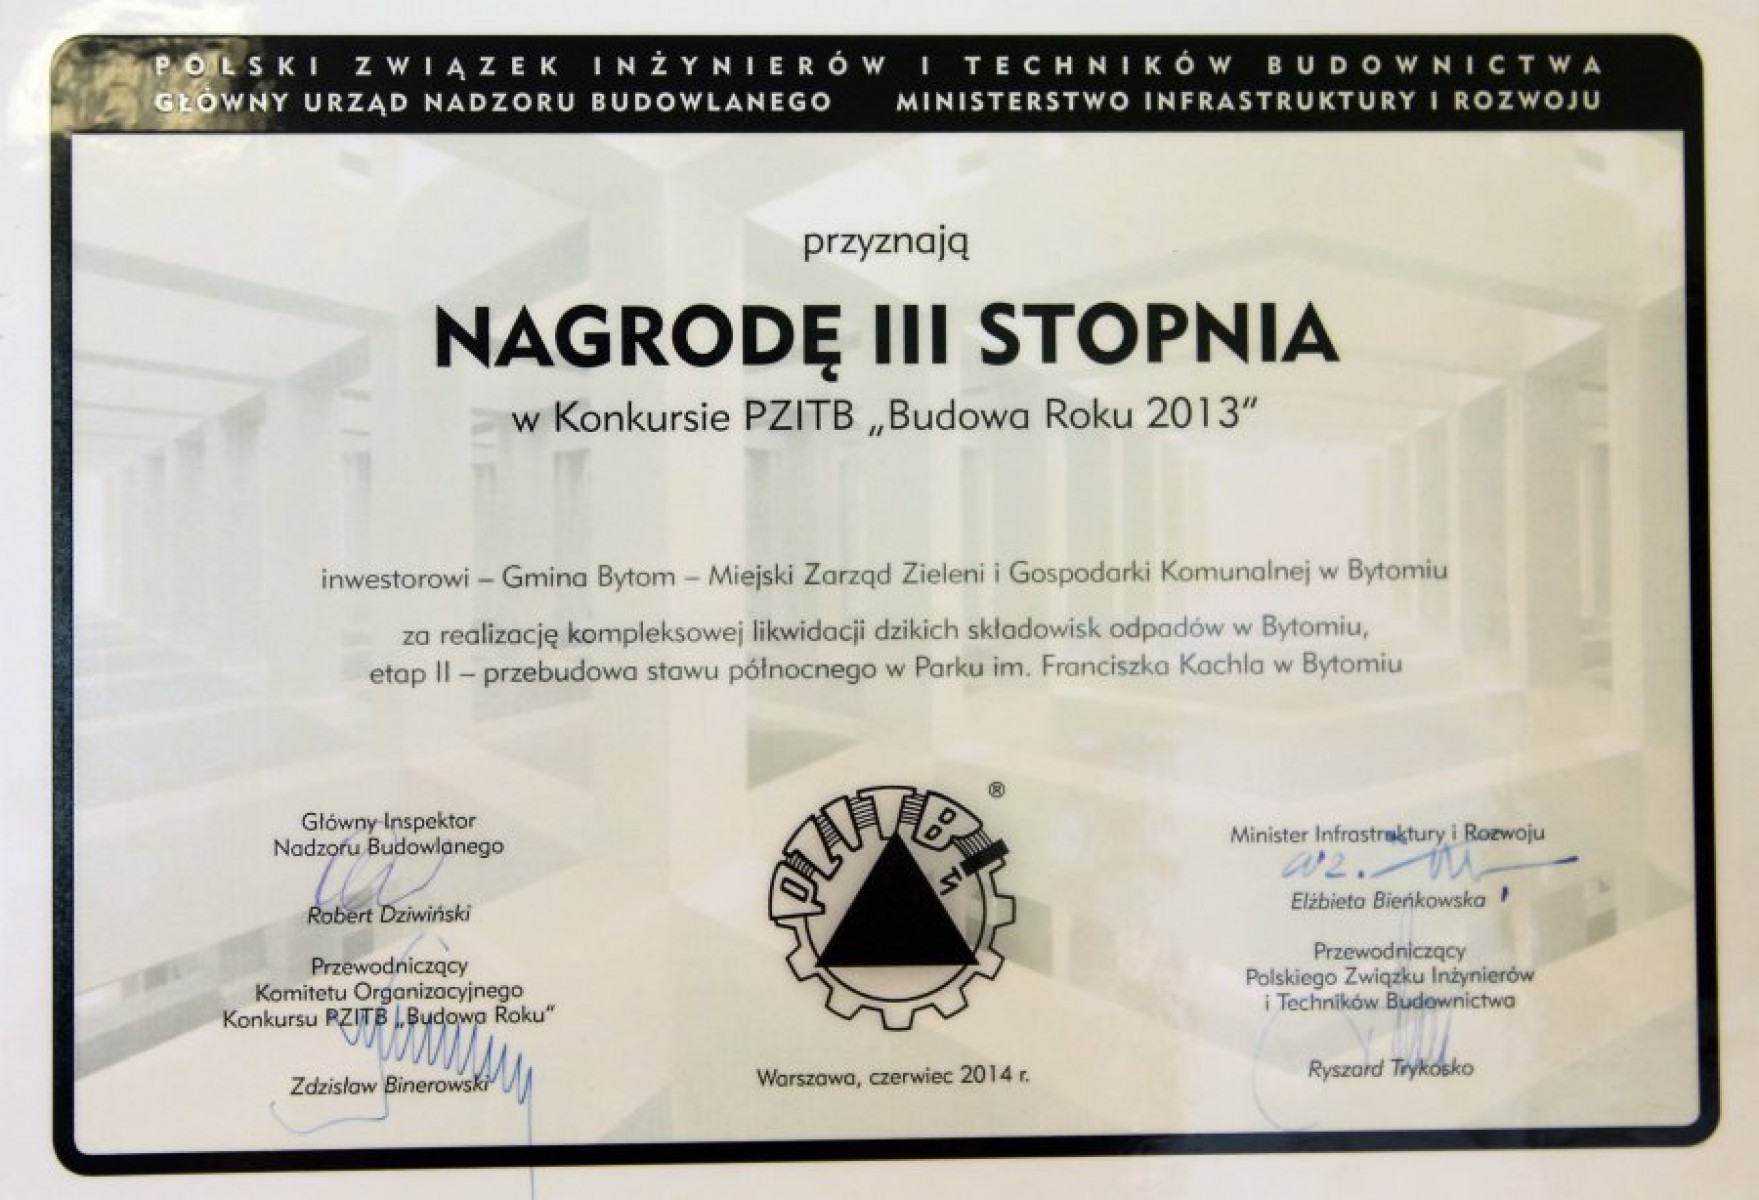 POLSKI ZWIĄZEK INŻYNIERÓW I TECHNIKÓW BUDOWNICTWA
GŁÓWNY URZĄD NADZORU BUDOWLANEGO MINISTERSTWO INFRASTRUKTURY I ROZWOJU
przyznają
NAGRODĘ III STOPNIA
w Konkursie PZITB „Budowa Roku 2013”
inwestorowi – Gmina Bytom – Miejski Zarząd Zieleni i Gospodarki Komunalnej w Bytomiu
za realizację kompleksowej likwidacji dzikich składowisk odpadów w Bytomiu,
etap II – przebudowa stawu północnego w Parku im. Franciszka Kachla w Bytomiu
Główny Inspektor
Nadzoru Budowlanego
Robert Dziwiński
Przewodniczący
Komitetu Organizacyjnego
Konkursu PZITB „Budowa Roku”
Zdzisław Binerowski
PZITB
®
Warszawa, czerwiec 2014 r.
Minister Infrastruktury i Rozwoju
wz.
Elżbieta Bieńkowska
Przewodniczący
Polskiego Związku Inżynierów
i Techników Budownictwa
Ryszard Trykosko